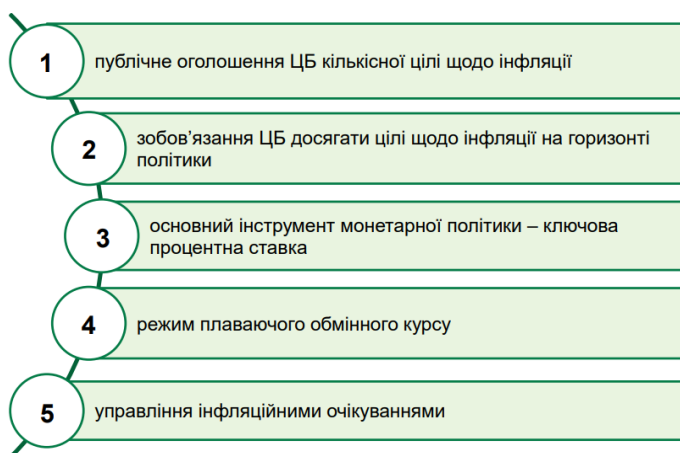 1
публічне оголошення ЦБ кількісної цілі щодо інфляції
2
зобов’язання ЦБ досягати цілі щодо інфляції на горизонті
політики
3
основний інструмент монетарної політики – ключова
процентна ставка
4
режим плаваючого обмінного курсу
5
управління інфляційними очікуваннями